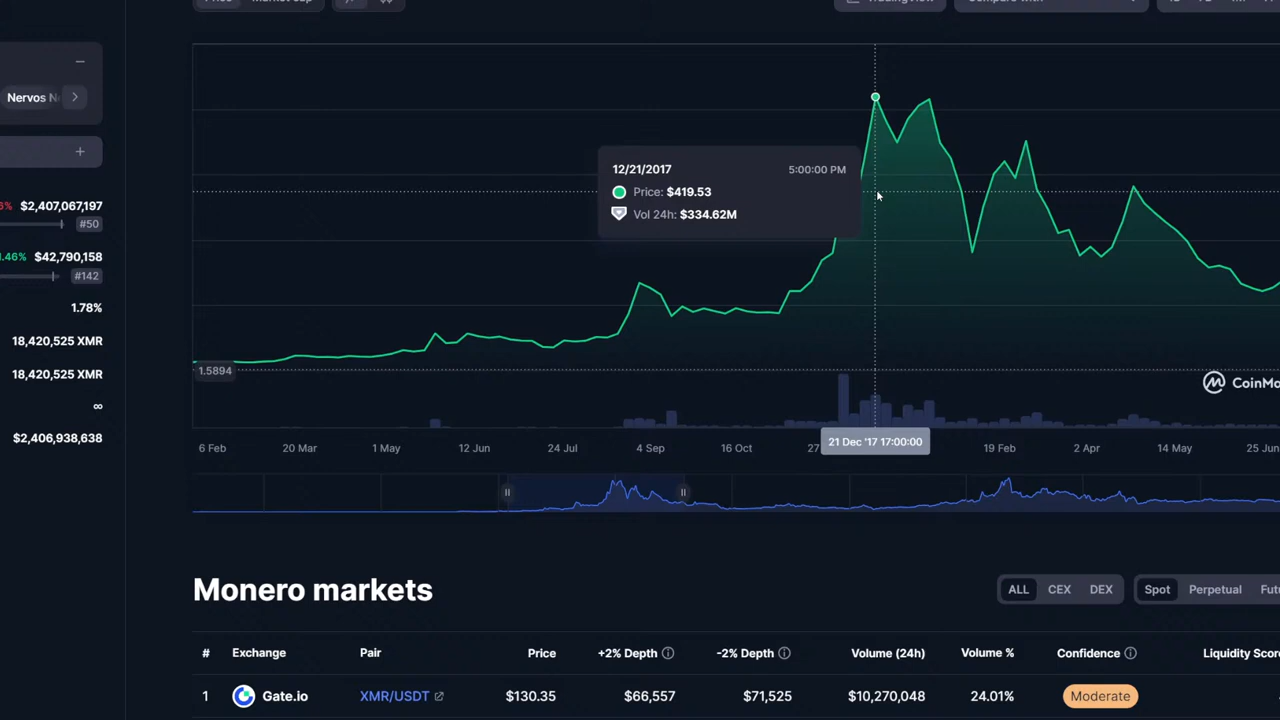 Nervos
12/21/2017 5:00:00 PM
Price: $419.53
Vol 24h: $334.62M
$2,407,067,197
#50
$42,790,158
#142
1.78%
18,420,525 XMR
18,420,525 XMR
∞
$2,406,938,638
1.5894
6 Feb 20 Mar 1 May 12 Jun 24 Jul 4 Sep 16 Oct 27 21 Dec '17 17:00:00 19 Feb 2 Apr 14 May 25 Jun
Monero markets
ALL CEX DEX Spot Perpetual
# Exchange Pair Price +2% Depth -2% Depth Volume (24h) Volume % Confidence Liquidity Score
1 Gate.io XMR/USDT $130.35 $66,557 $71,525 $10,270,048 24.01% Moderate